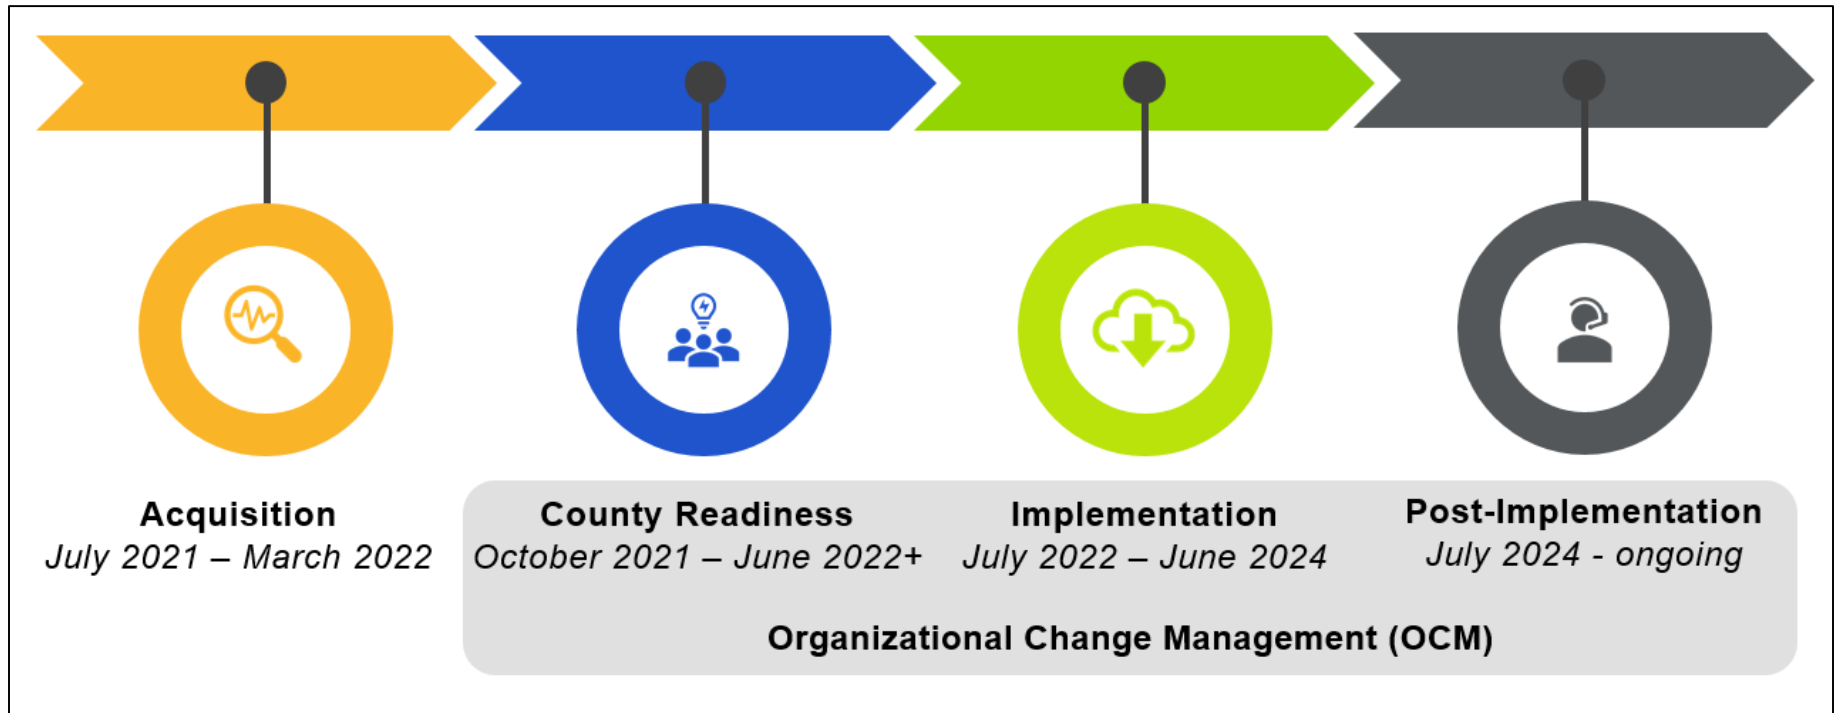 Acquisition
July 2021 – March 2022
County Readiness
October 2021 – June 2022+
Implementation
July 2022 – June 2024
Post-Implementation
July 2024 - ongoing
Organizational Change Management (OCM)